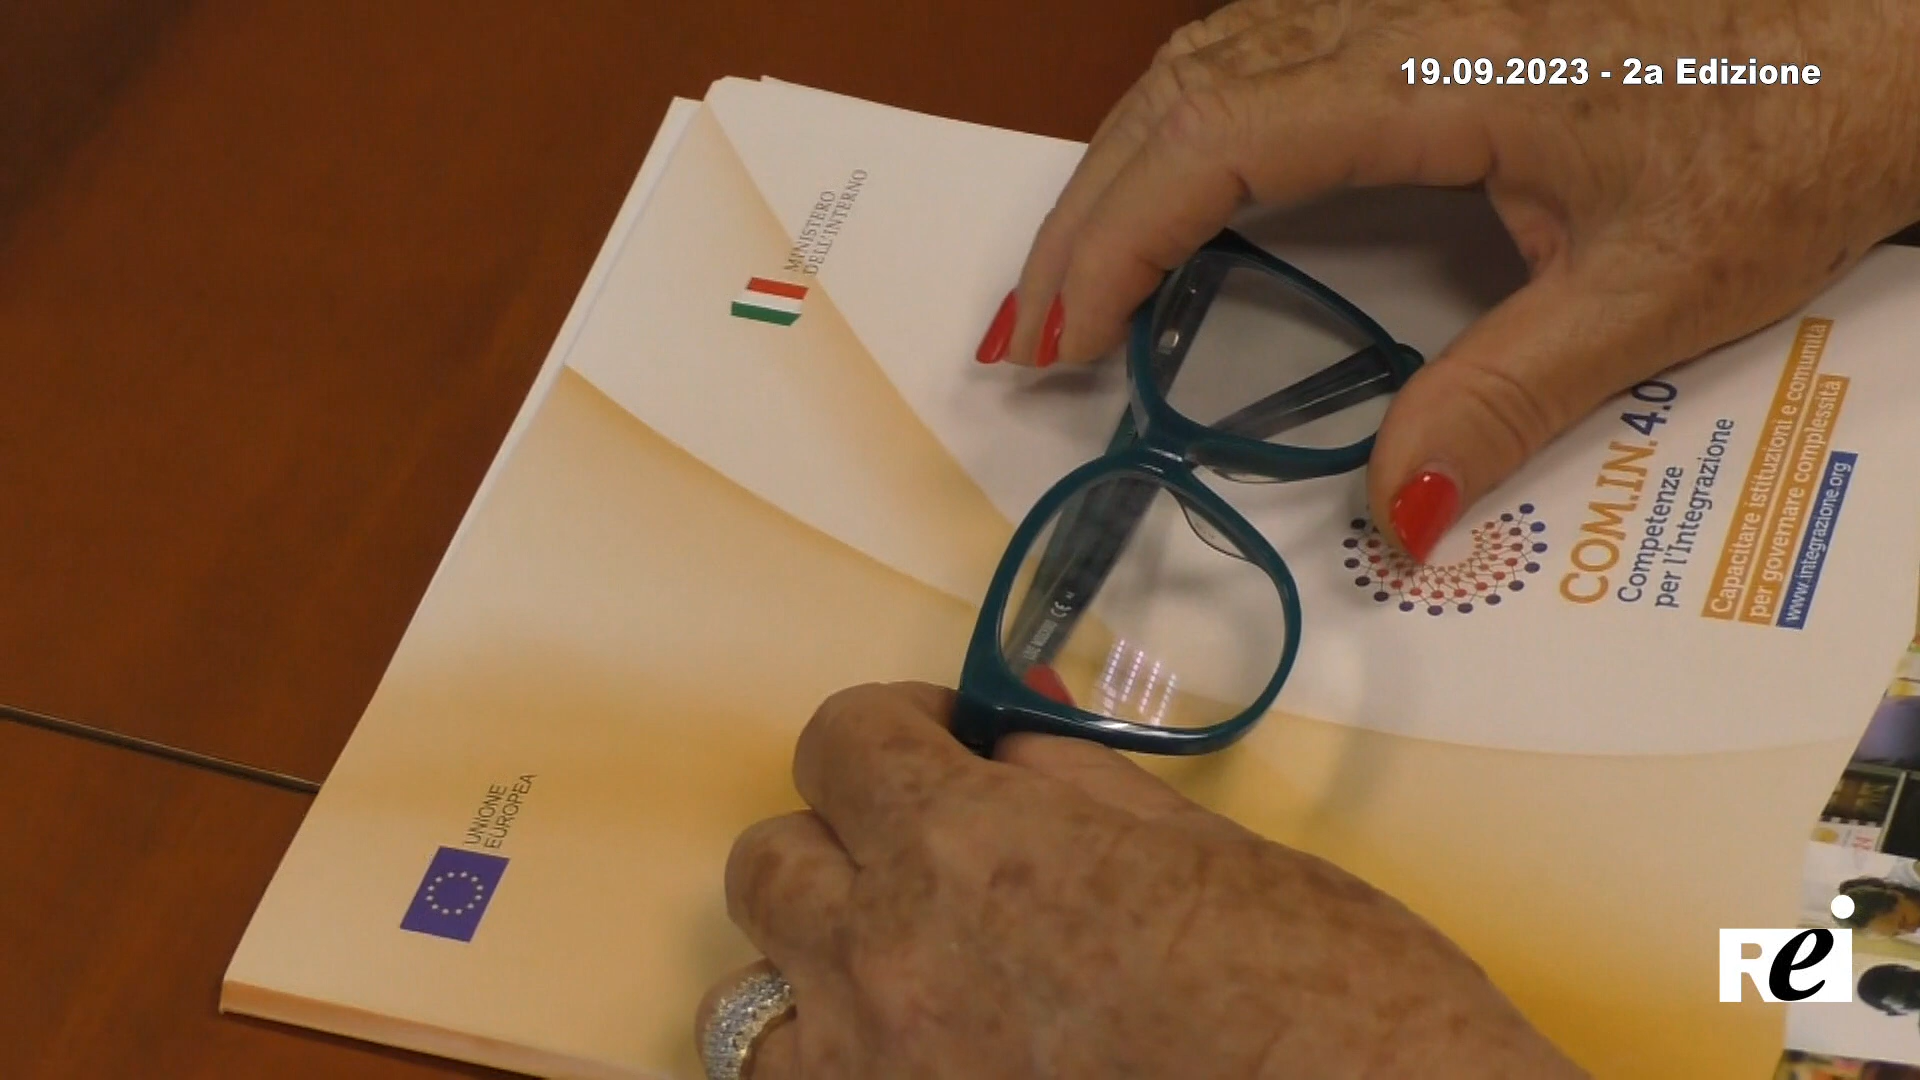 19.09.2023 - 2a Edizione
MINISTERO
DELL'INTERNO
COM.IN.4.0
Competenze
per l'Integrazione
Capacitare istituzioni e comunità
per governare complessità
www.integrazione.org
UNIONE
EUROPEA
CE
Rei